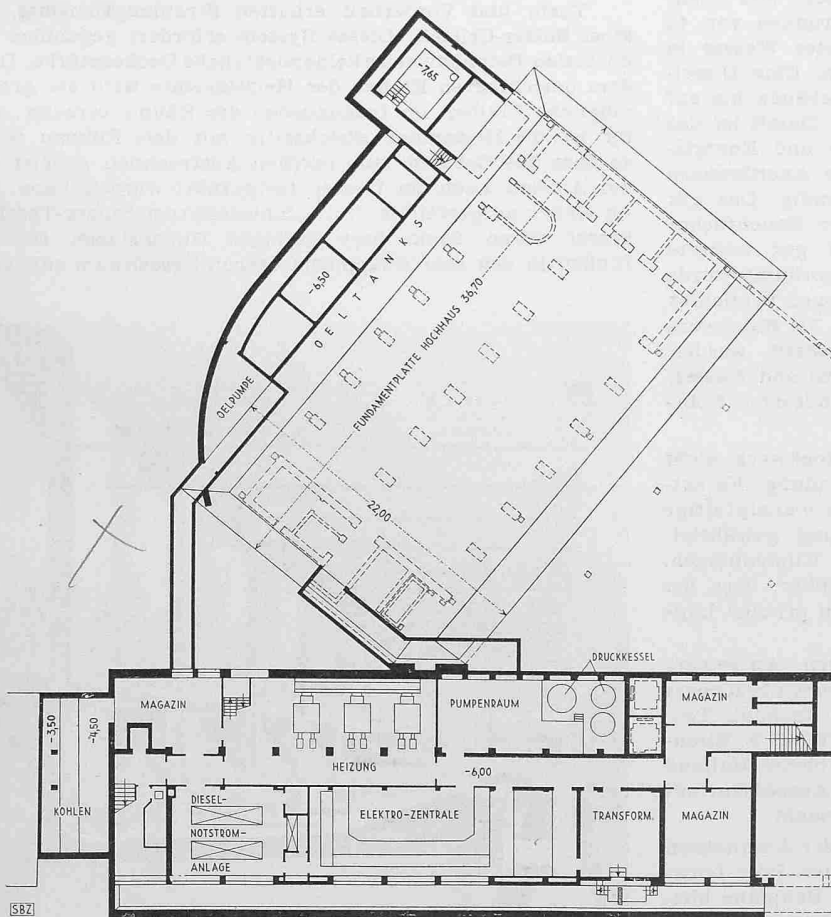 -7,65
-6,50
OELTANKS
FUNDAMENTPLATTE HOCHHAUS 36,70
OELPUMPE
22,00
DRUCKKESSEL
MAGAZIN
PUMPENRAUM
MAGAZIN
-3,50
-4,50
HEIZUNG
-6,00
KOHLEN
DIESEL-
NOTSTROM-
ANLAGE
ELEKTRO-ZENTRALE
TRANSFORM.
MAGAZIN
SBZ